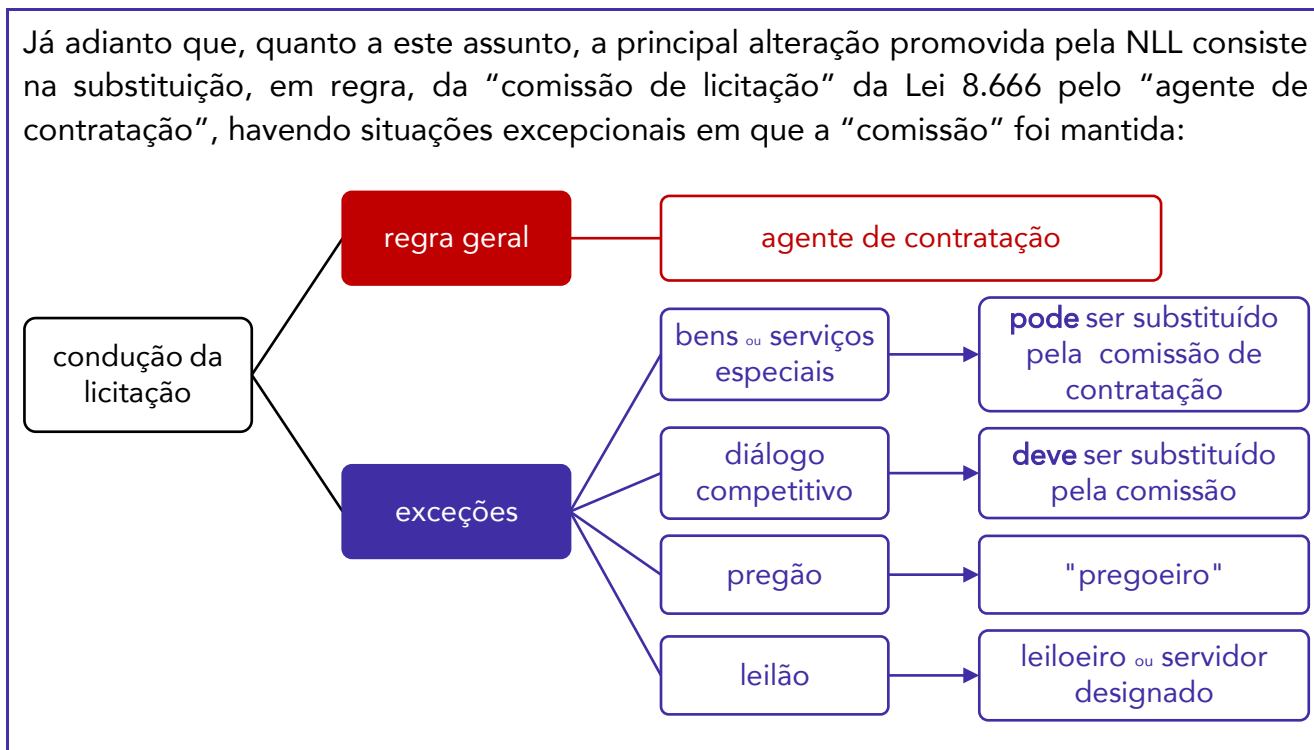 Já adianto que, quanto a este assunto, a principal alteração promovida pela NLL consiste
na substituição, em regra, da “comissão de licitação” da Lei 8.666 pelo “agente de
contratação”, havendo situações excepcionais em que a “comissão” foi mantida:
condução da
licitação
regra geral
agente de contratação
exceções
bens ou serviços
especiais
pode ser substituído
pela comissão de
contratação
diálogo
competitivo
deve ser substituído
pela comissão
pregão
"pregoeiro"
leilão
leiloeiro ou servidor
designado